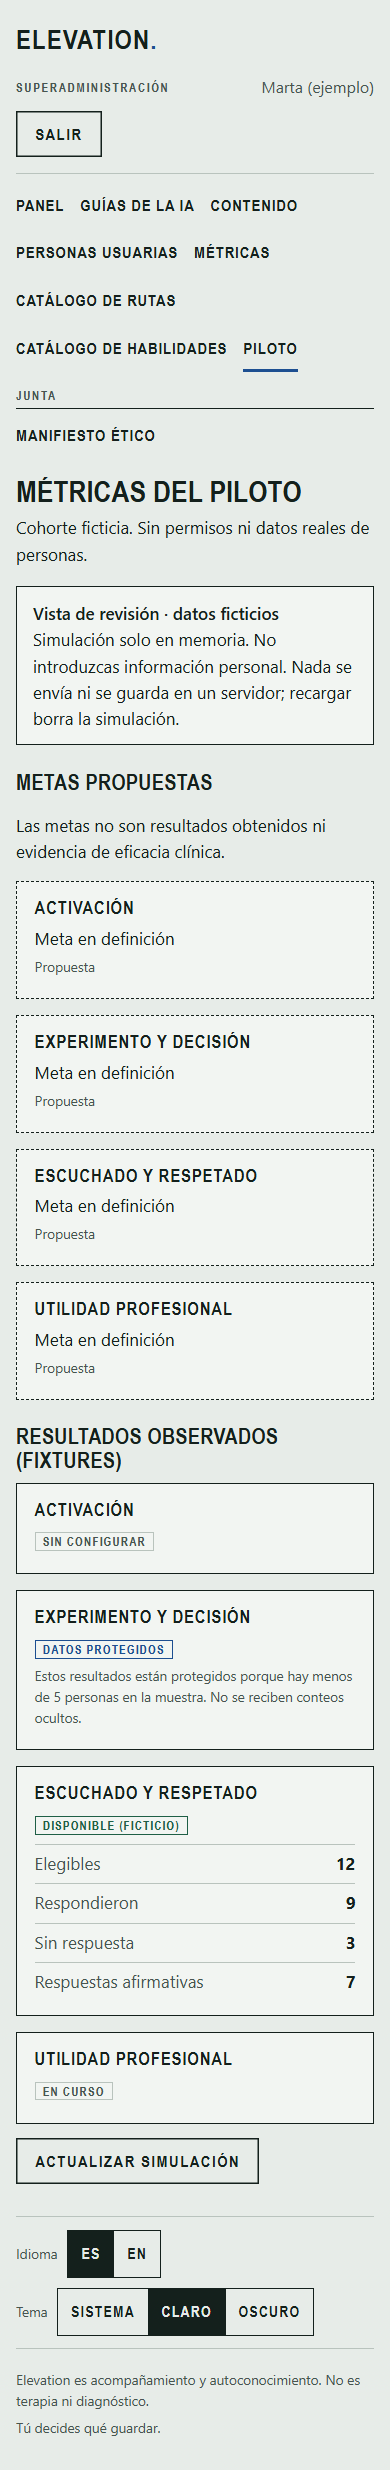 ELEVATION.
SUPERADMINISTRACIÓN Marta (ejemplo)
SALIR
PANEL GUÍAS DE LA IA CONTENIDO
PERSONAS USUARIAS MÉTRICAS
CATÁLOGO DE RUTAS
CATÁLOGO DE HABILIDADES PILOTO
JUNTA
MANIFIESTO ÉTICO
MÉTRICAS DEL PILOTO
Cohorte ficticia. Sin permisos ni datos reales de
personas.
Vista de revisión · datos ficticios
Simulación solo en memoria. No
introduzcas información personal. Nada se
envía ni se guarda en un servidor; recargar
borra la simulación.
METAS PROPUESTAS
Las metas no son resultados obtenidos ni
evidencia de eficacia clínica.
ACTIVACIÓN
Meta en definición
Propuesta
EXPERIMENTO Y DECISIÓN
Meta en definición
Propuesta
ESCUCHADO Y RESPETADO
Meta en definición
Propuesta
UTILIDAD PROFESIONAL
Meta en definición
Propuesta
RESULTADOS OBSERVADOS
(FIXTURES)
ACTIVACIÓN
SIN CONFIGURAR
EXPERIMENTO Y DECISIÓN
DATOS PROTEGIDOS
Estos resultados están protegidos porque hay menos
de 5 personas en la muestra. No se reciben conteos
ocultos.
ESCUCHADO Y RESPETADO
DISPONIBLE (FICTICIO)
Elegibles 12
Respondieron 9
Sin respuesta 3
Respuestas afirmativas 7
UTILIDAD PROFESIONAL
EN CURSO
ACTUALIZAR SIMULACIÓN
Idioma ES EN
Tema SISTEMA CLARO OSCURO
Elevation es acompañamiento y autoconocimiento. No es
terapia ni diagnóstico.
Tú decides qué guardar.